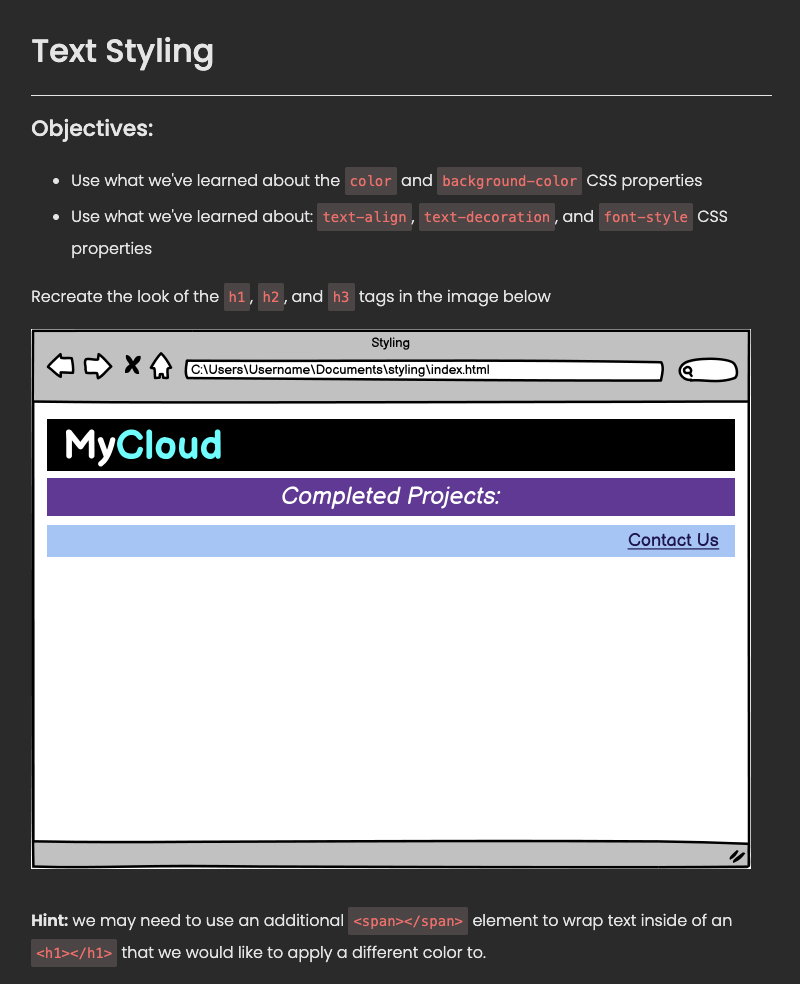 Text Styling
Objectives:
Use what we've learned about the color and background-color CSS properties
Use what we've learned about: text-align, text-decoration, and font-style CSS
properties
Recreate the look of the h1, h2, and h3 tags in the image below
Styling
C:\Users\Username\Documents\styling\index.html
MyCloud
Completed Projects:
Contact Us
Hint: we may need to use an additional <span></span> element to wrap text inside of an
<h1></h1> that we would like to apply a different color to.